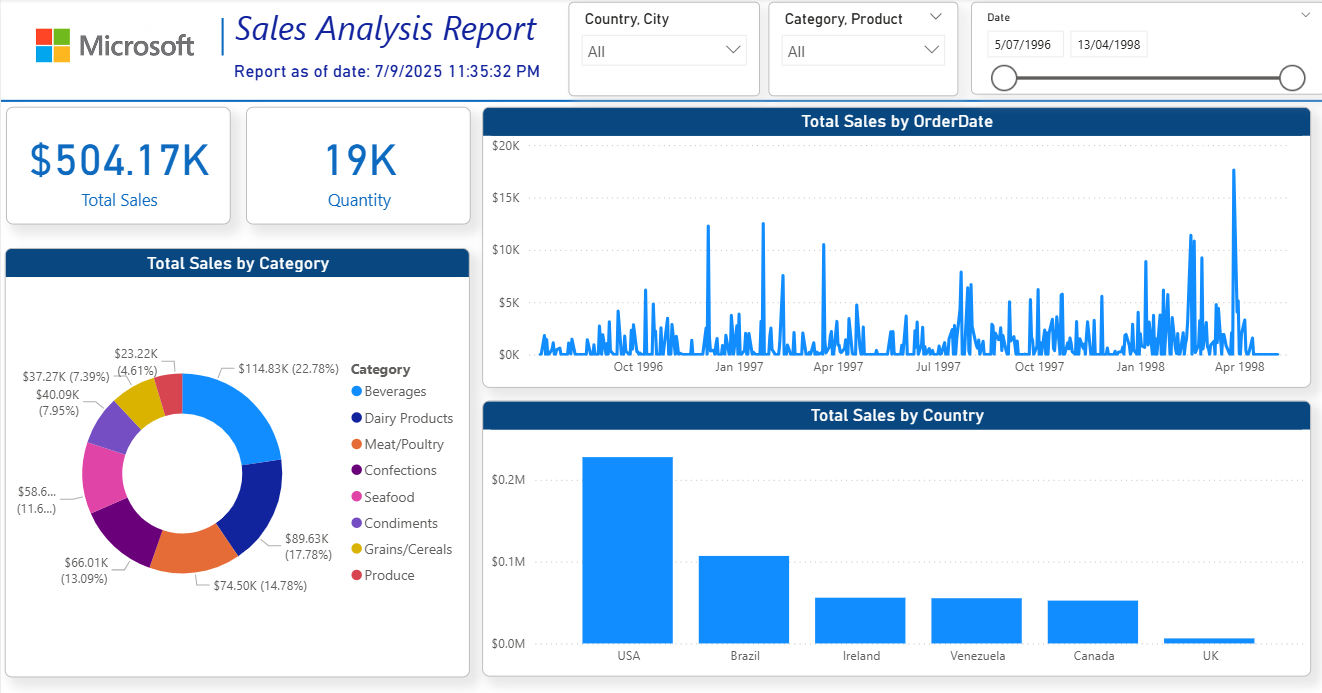 Microsoft
Sales Analysis Report
Report as of date: 7/9/2025 11:35:32 PM
Country, City
All
Category, Product
All
Date
5/07/1996
13/04/1998
$504.17K
Total Sales
19K
Quantity
Total Sales by OrderDate
$20K
$15K
$10K
$5K
$0K
Oct 1996
Jan 1997
Apr 1997
Jul 1997
Oct 1997
Jan 1998
Apr 1998
Total Sales by Category
$23.22K
(4.61%)
$114.83K (22.78%)
$37.27K (7.39%)
$40.09K
(7.95%)
$58.6...
(11.6...)
$66.01K
(13.09%)
$74.50K (14.78%)
$89.63K
(17.78%)
Category
Beverages
Dairy Products
Meat/Poultry
Confections
Seafood
Condiments
Grains/Cereals
Produce
Total Sales by Country
$0.2M
$0.1M
$0.0M
USA
Brazil
Ireland
Venezuela
Canada
UK